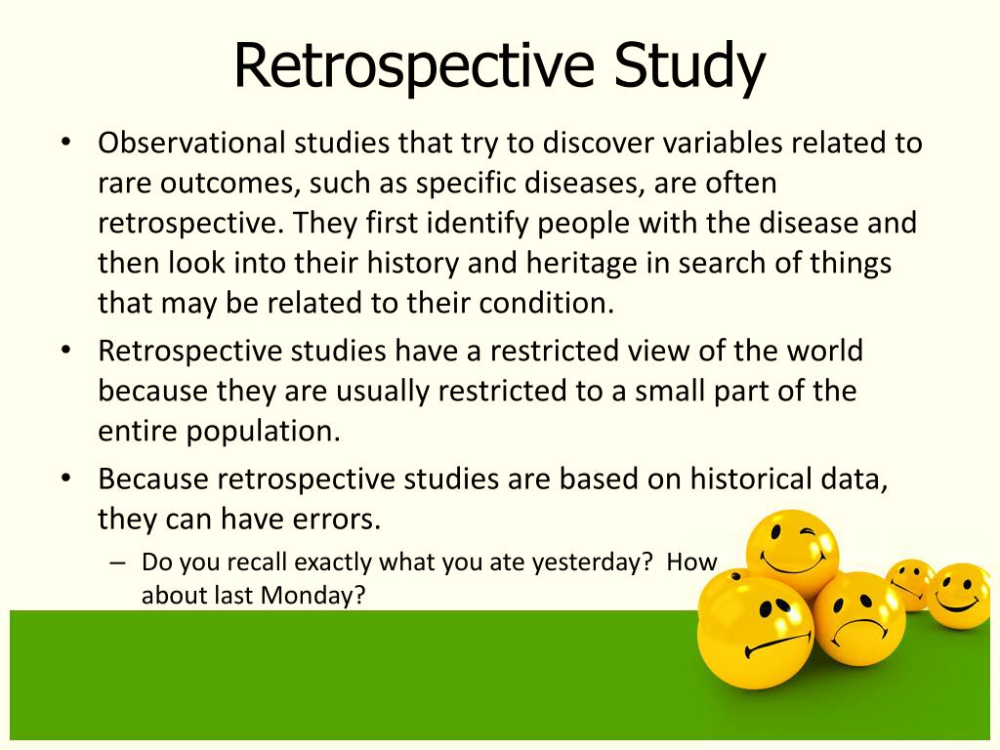 Retrospective Study
• Observational studies that try to discover variables related to
rare outcomes, such as specific diseases, are often
retrospective. They first identify people with the disease and
then look into their history and heritage in search of things
that may be related to their condition.
• Retrospective studies have a restricted view of the world
because they are usually restricted to a small part of the
entire population.
• Because retrospective studies are based on historical data,
they can have errors.
– Do you recall exactly what you ate yesterday?  How
about last Monday?